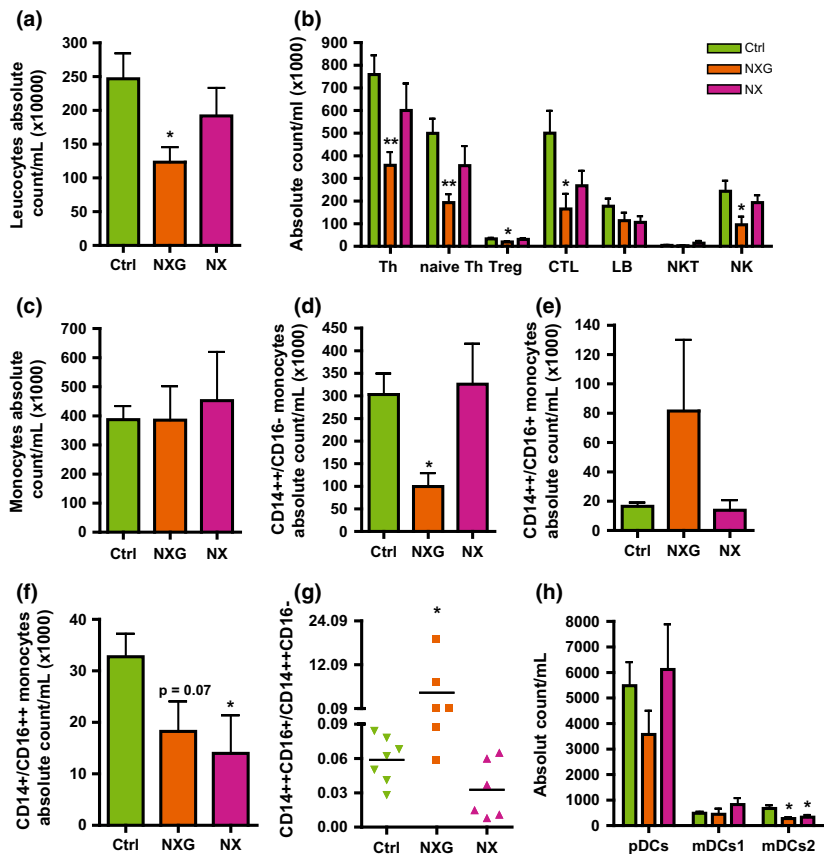 (a)
Leucocytes absolute
count/mL (x10000)
300
250
200
150
100
50
0
*
Ctrl NXG NX
(b)
Absolute count/ml (x1000)
900
800
700
600
500
400
300
200
100
0
** ** * * *
Th naive Th Treg CTL LB NKT NK
Ctrl
NXG
NX
(c)
Monocytes absolute
count/mL (x1000)
700
600
500
400
300
200
100
0
Ctrl NXG NX
(d)
CD14++/CD16- monocytes
absolute count/mL (x1000)
450
400
350
300
250
200
150
100
50
0
*
Ctrl NXG NX
(e)
CD14++/CD16+ monocytes
absolute count/mL (x1000)
140
120
100
80
60
40
20
0
Ctrl NXG NX
(f)
CD14+/CD16++ monocytes
absolute count/mL (x1000)
40
30
20
10
0
p = 0.07
*
Ctrl NXG NX
(g)
CD14++CD16+/CD14++CD16-
24.09
12.09
0.09
0.09
0.06
0.03
0.00
*
Ctrl NXG NX
(h)
Absolut count/mL
6000
5000
4000
3000
2000
1000
0
* *
pDCs mDCs1 mDCs2